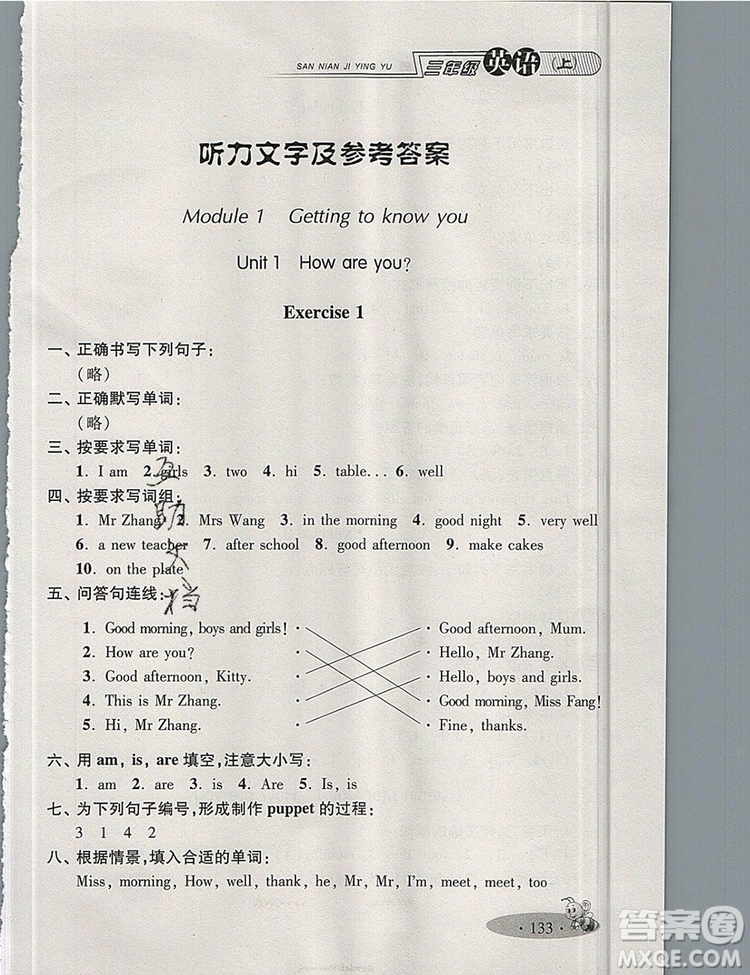 SAN NIAN JI YING YU 三年级 英语 (上)
听力文字及参考答案
Module 1 Getting to know you
Unit 1 How are you?
Exercise 1
一、正确书写下列句子：
（略）
二、正确默写单词：
（略）
三、按要求写单词：
1. I am 2. girls 3. two 4. hi 5. table... 6. well
四、按要求写词组：
1. Mr Zhang 2. Mrs Wang 3. in the morning 4. good night 5. very well
6. a new teacher 7. after school 8. good afternoon 9. make cakes
10. on the plate
五、问答句连线：
1. Good morning, boys and girls! Good afternoon, Mum.
2. How are you? Hello, Mr Zhang.
3. Good afternoon, Kitty. Hello, boys and girls.
4. This is Mr Zhang. Good morning, Miss Fang!
5. Hi, Mr Zhang. Fine, thanks.
六、用 am, is, are 填空，注意大小写：
1. am 2. are 3. is 4. Are 5. Is, is
七、为下列句子编号，形成制作 puppet 的过程：
3 1 4 2
八、根据情景，填入合适的单词：
Miss, morning, How, well, thank, he, Mr, Mr, I'm, meet, meet, too
互助文档
· 133 ·
答案圈
MXQE.COM